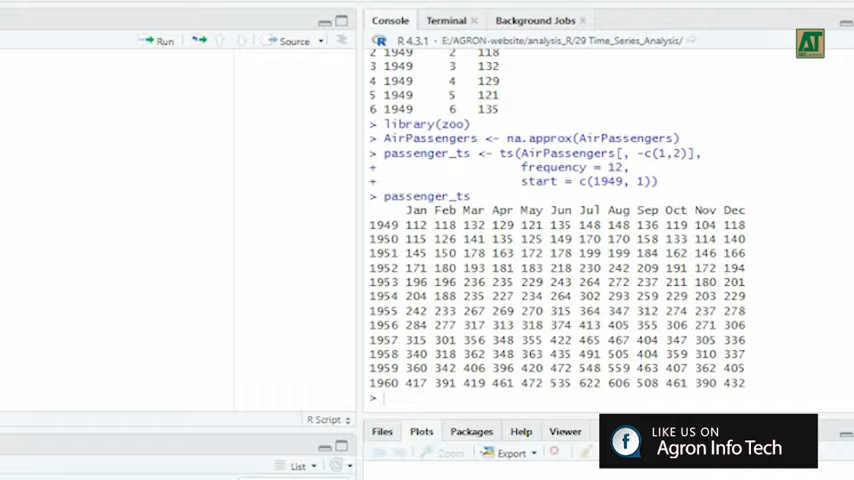 Console Terminal × Background Jobs ×
Run Source
R 4.3.1 · E:/AGRON-website/analysis_R/29 Time_Series_Analysis/
AT
2 1949 2 118
3 1949 3 132
4 1949 4 129
5 1949 5 121
6 1949 6 135
> library(zoo)
> AirPassengers <- na.approx(AirPassengers)
> passenger_ts <- ts(AirPassengers[, -c(1,2)],
+ frequency = 12,
+ start = c(1949, 1))
> passenger_ts
Jan Feb Mar Apr May Jun Jul Aug Sep Oct Nov Dec
1949 112 118 132 129 121 135 148 148 136 119 104 118
1950 115 126 141 135 125 149 170 170 158 133 114 140
1951 145 150 178 163 172 178 199 199 184 162 146 166
1952 171 180 193 181 183 218 230 242 209 191 172 194
1953 196 196 236 235 229 243 264 272 237 211 180 201
1954 204 188 235 227 234 264 302 293 259 229 203 229
1955 242 233 267 269 270 315 364 347 312 274 237 278
1956 284 277 317 313 318 374 413 405 355 306 271 306
1957 315 301 356 348 355 422 465 467 404 347 305 336
1958 340 318 362 348 363 435 491 505 404 359 310 337
1959 360 342 406 396 420 472 548 559 463 407 362 405
1960 417 391 419 461 472 535 622 606 508 461 390 432
>
R Script
Files Plots Packages Help Viewer
Zoom Export
List
LIKE US ON
Agron Info Tech